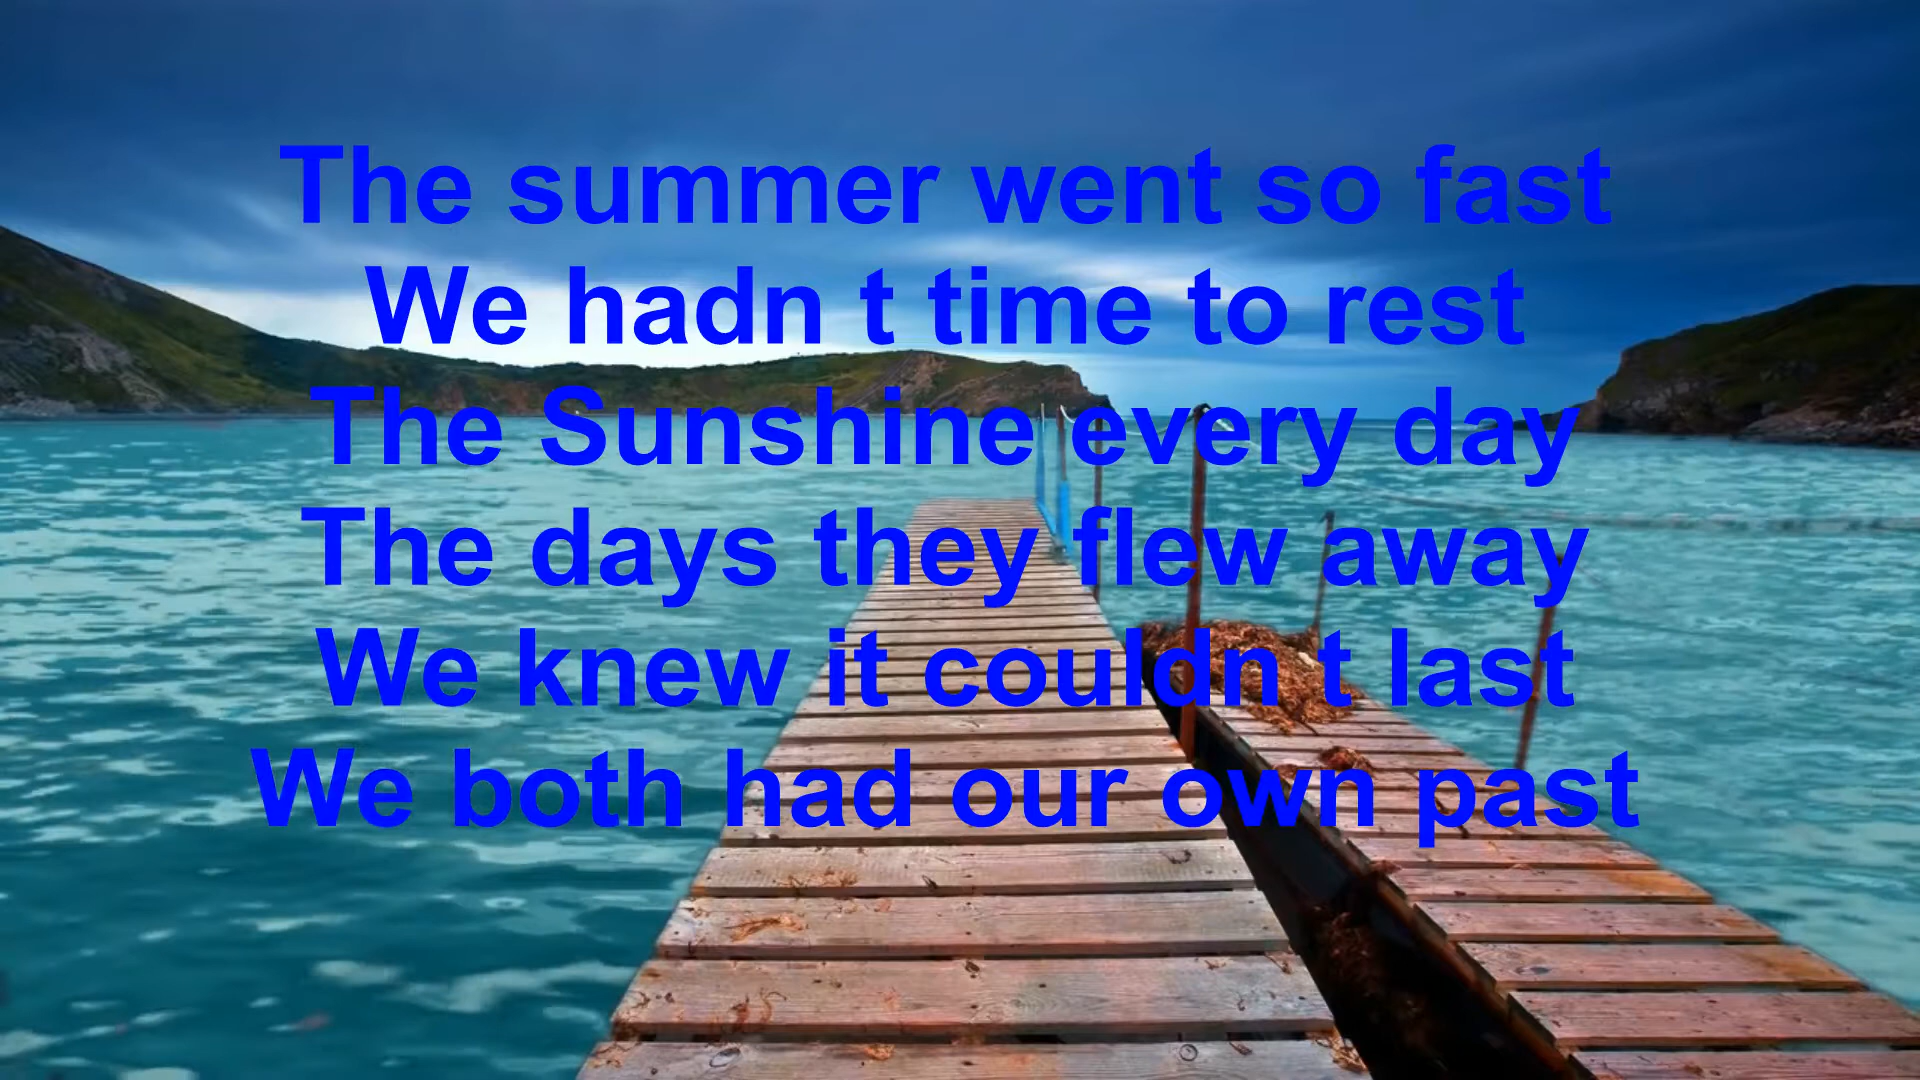 The summer went so fast
We hadn t time to rest
The Sunshine every day
The days they flew away
We knew it couldn t last
We both had our own past